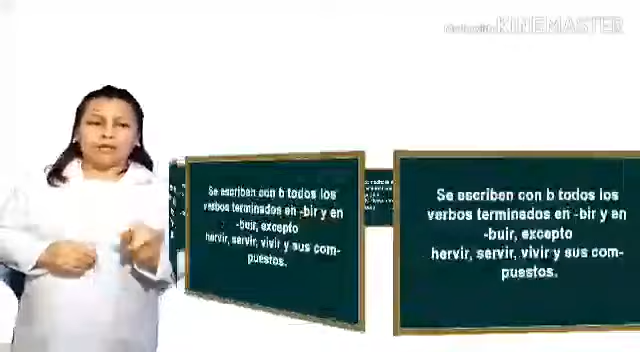 KINEMASTER
Se escriben con b todos los
verbos terminados en -bir y en
-buir, excepto
hervir, servir, vivir y sus com-
puestos.
Se escriben con b todos los
verbos terminados en -bir y en
-buir, excepto
hervir, servir, vivir y sus com-
puestos.